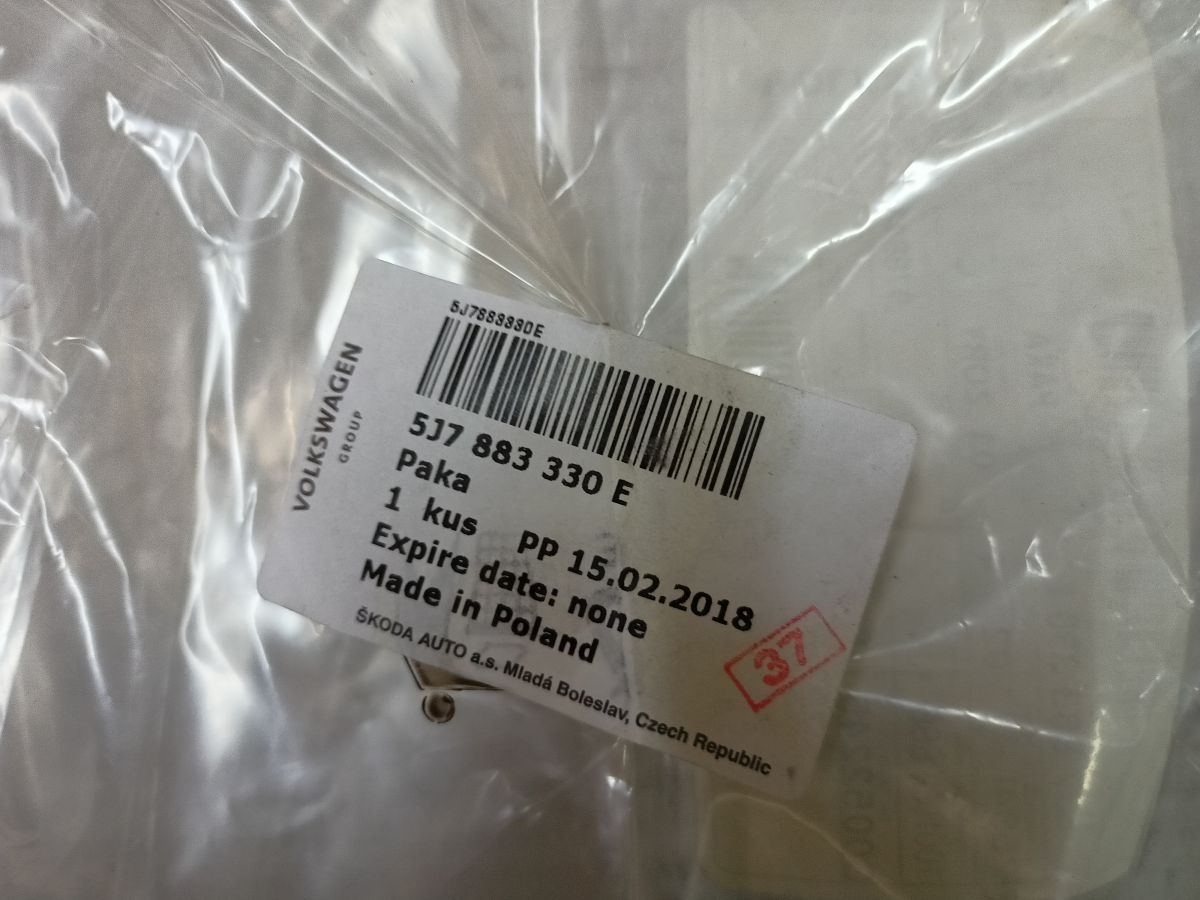 5J7883330E
VOLKSWAGEN
GROUP
5J7 883 330 E
Paka
1 kus PP 15.02.2018
Expire date: none
Made in Poland
37
ŠKODA AUTO a.s. Mladá Boleslav, Czech Republic